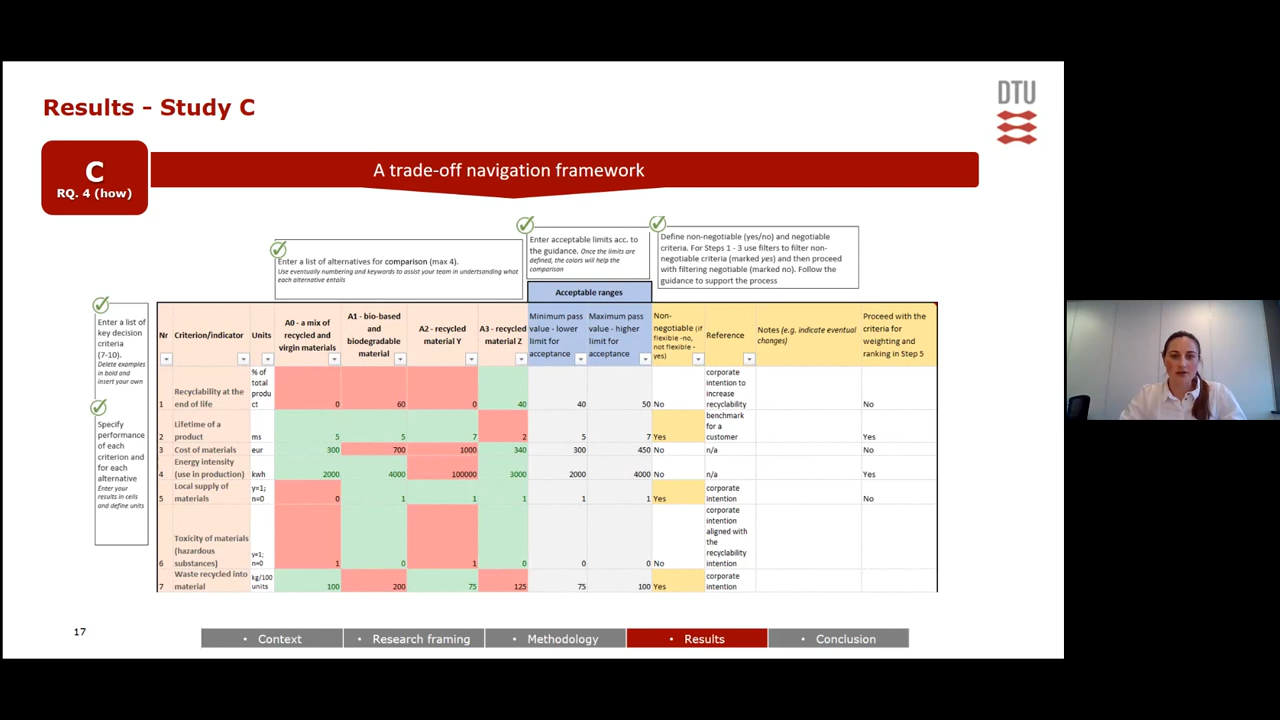 Results - Study C
DTU
C
RQ. 4 (how)
A trade-off navigation framework
Enter a list of alternatives for comparison (max 4).
Use eventually numbering and keywords to assist your team in undertsanding what
each alternative entails
Enter acceptable limits acc. to
the guidance. Once the limits are
defined, the colors will help the
comparison
Define non-negotiable (yes/no) and negotiable
criteria. For Steps 1 - 3 use filters to filter non-
negotiable criteria (marked yes) and then proceed
with filtering negotiable (marked no). Follow the
guidance to support the process
Acceptable ranges
Enter a list of
key decision
criteria
(7-10).
Delete examples
in bold and
insert your own
Specify
performance
of each
criterion and
for each
alternative
Enter your
results in cells
and define units
Nr
Criterion/indicator
Units
A0 - a mix of
recycled and
virgin materials
A1 - bio-based
and
biodegradable
material
A2 - recycled
material Y
A3 - recycled
material Z
Minimum pass
value - lower
limit for
acceptance
Maximum pass
value - higher
limit for
acceptance
Non-
negotiable (if
flexible -no,
not flexible -
yes)
Reference
Notes (e.g. indicate eventual
changes)
Proceed with the
criteria for
weighting and
ranking in Step 5
1
Recyclability at the
end of life
% of
total
produ
ct
0
60
0
40
40
50
No
corporate
intention to
increase
recyclability
No
2
Lifetime of a
product
ms
5
5
7
2
5
7
Yes
benchmark
for a
customer
Yes
3 Cost of materials eur 300 700 1000 340 300 450 No n/a No
4
Energy intensity
(use in production)
kwh 2000 4000 100000 3000 2000 4000 No n/a Yes
5
Local supply of
materials
y=1;
n=0
0 1 1 1 1 1 Yes
corporate
intention
No
6
Toxicity of materials
(hazardous
substances)
y=1;
n=0
1 0 1 0 0 0 No
corporate
intention
aligned with
the
recyclability
intention
7
Waste recycled into
material
kg/100
units
100 200 75 125 75 100 Yes
corporate
intention
17
• Context
• Research framing
• Methodology
• Results
• Conclusion